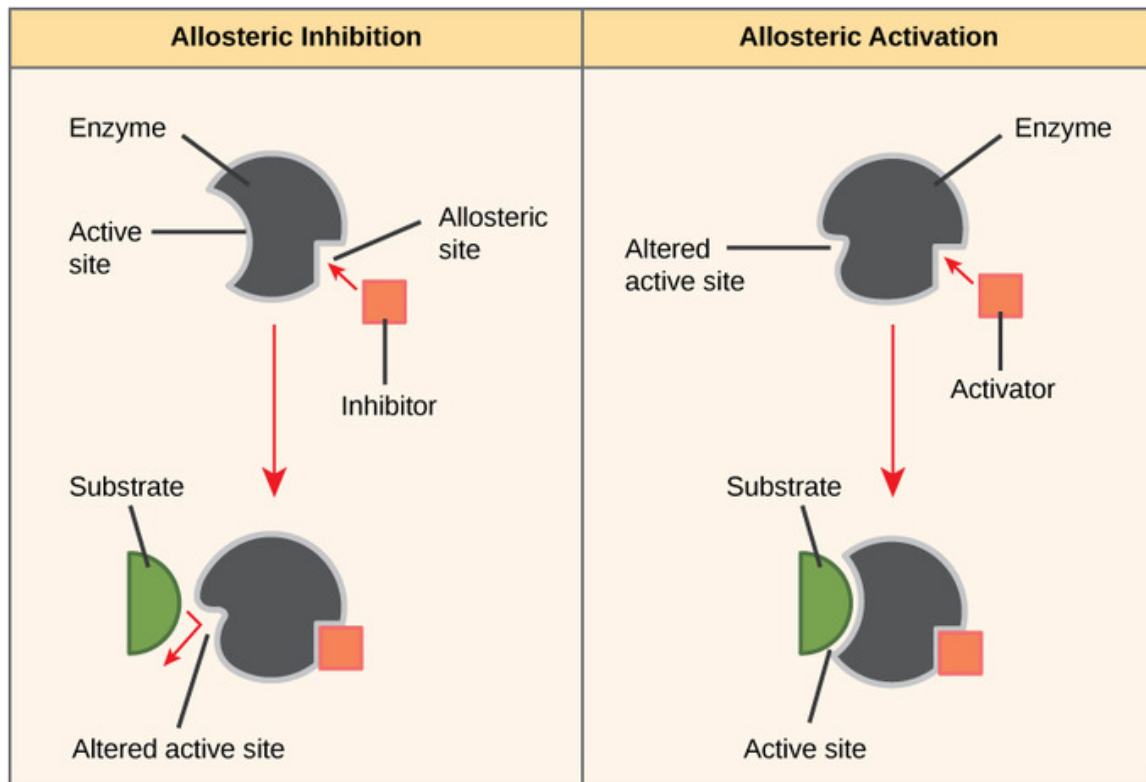 Allosteric Inhibition
Enzyme
Active
site
Allosteric
site
Inhibitor
Substrate
Altered active site
Allosteric Activation
Enzyme
Altered
active site
Activator
Substrate
Active site